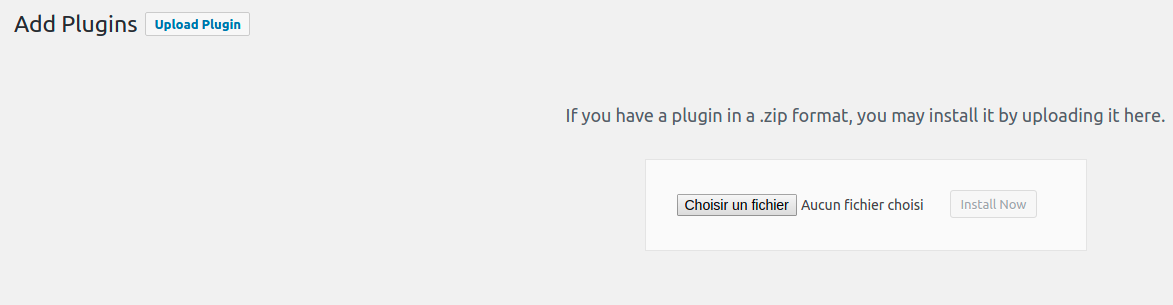 Add Plugins Upload Plugin
If you have a plugin in a .zip format, you may install it by uploading it here.
Choisir un fichier Aucun fichier choisi Install Now